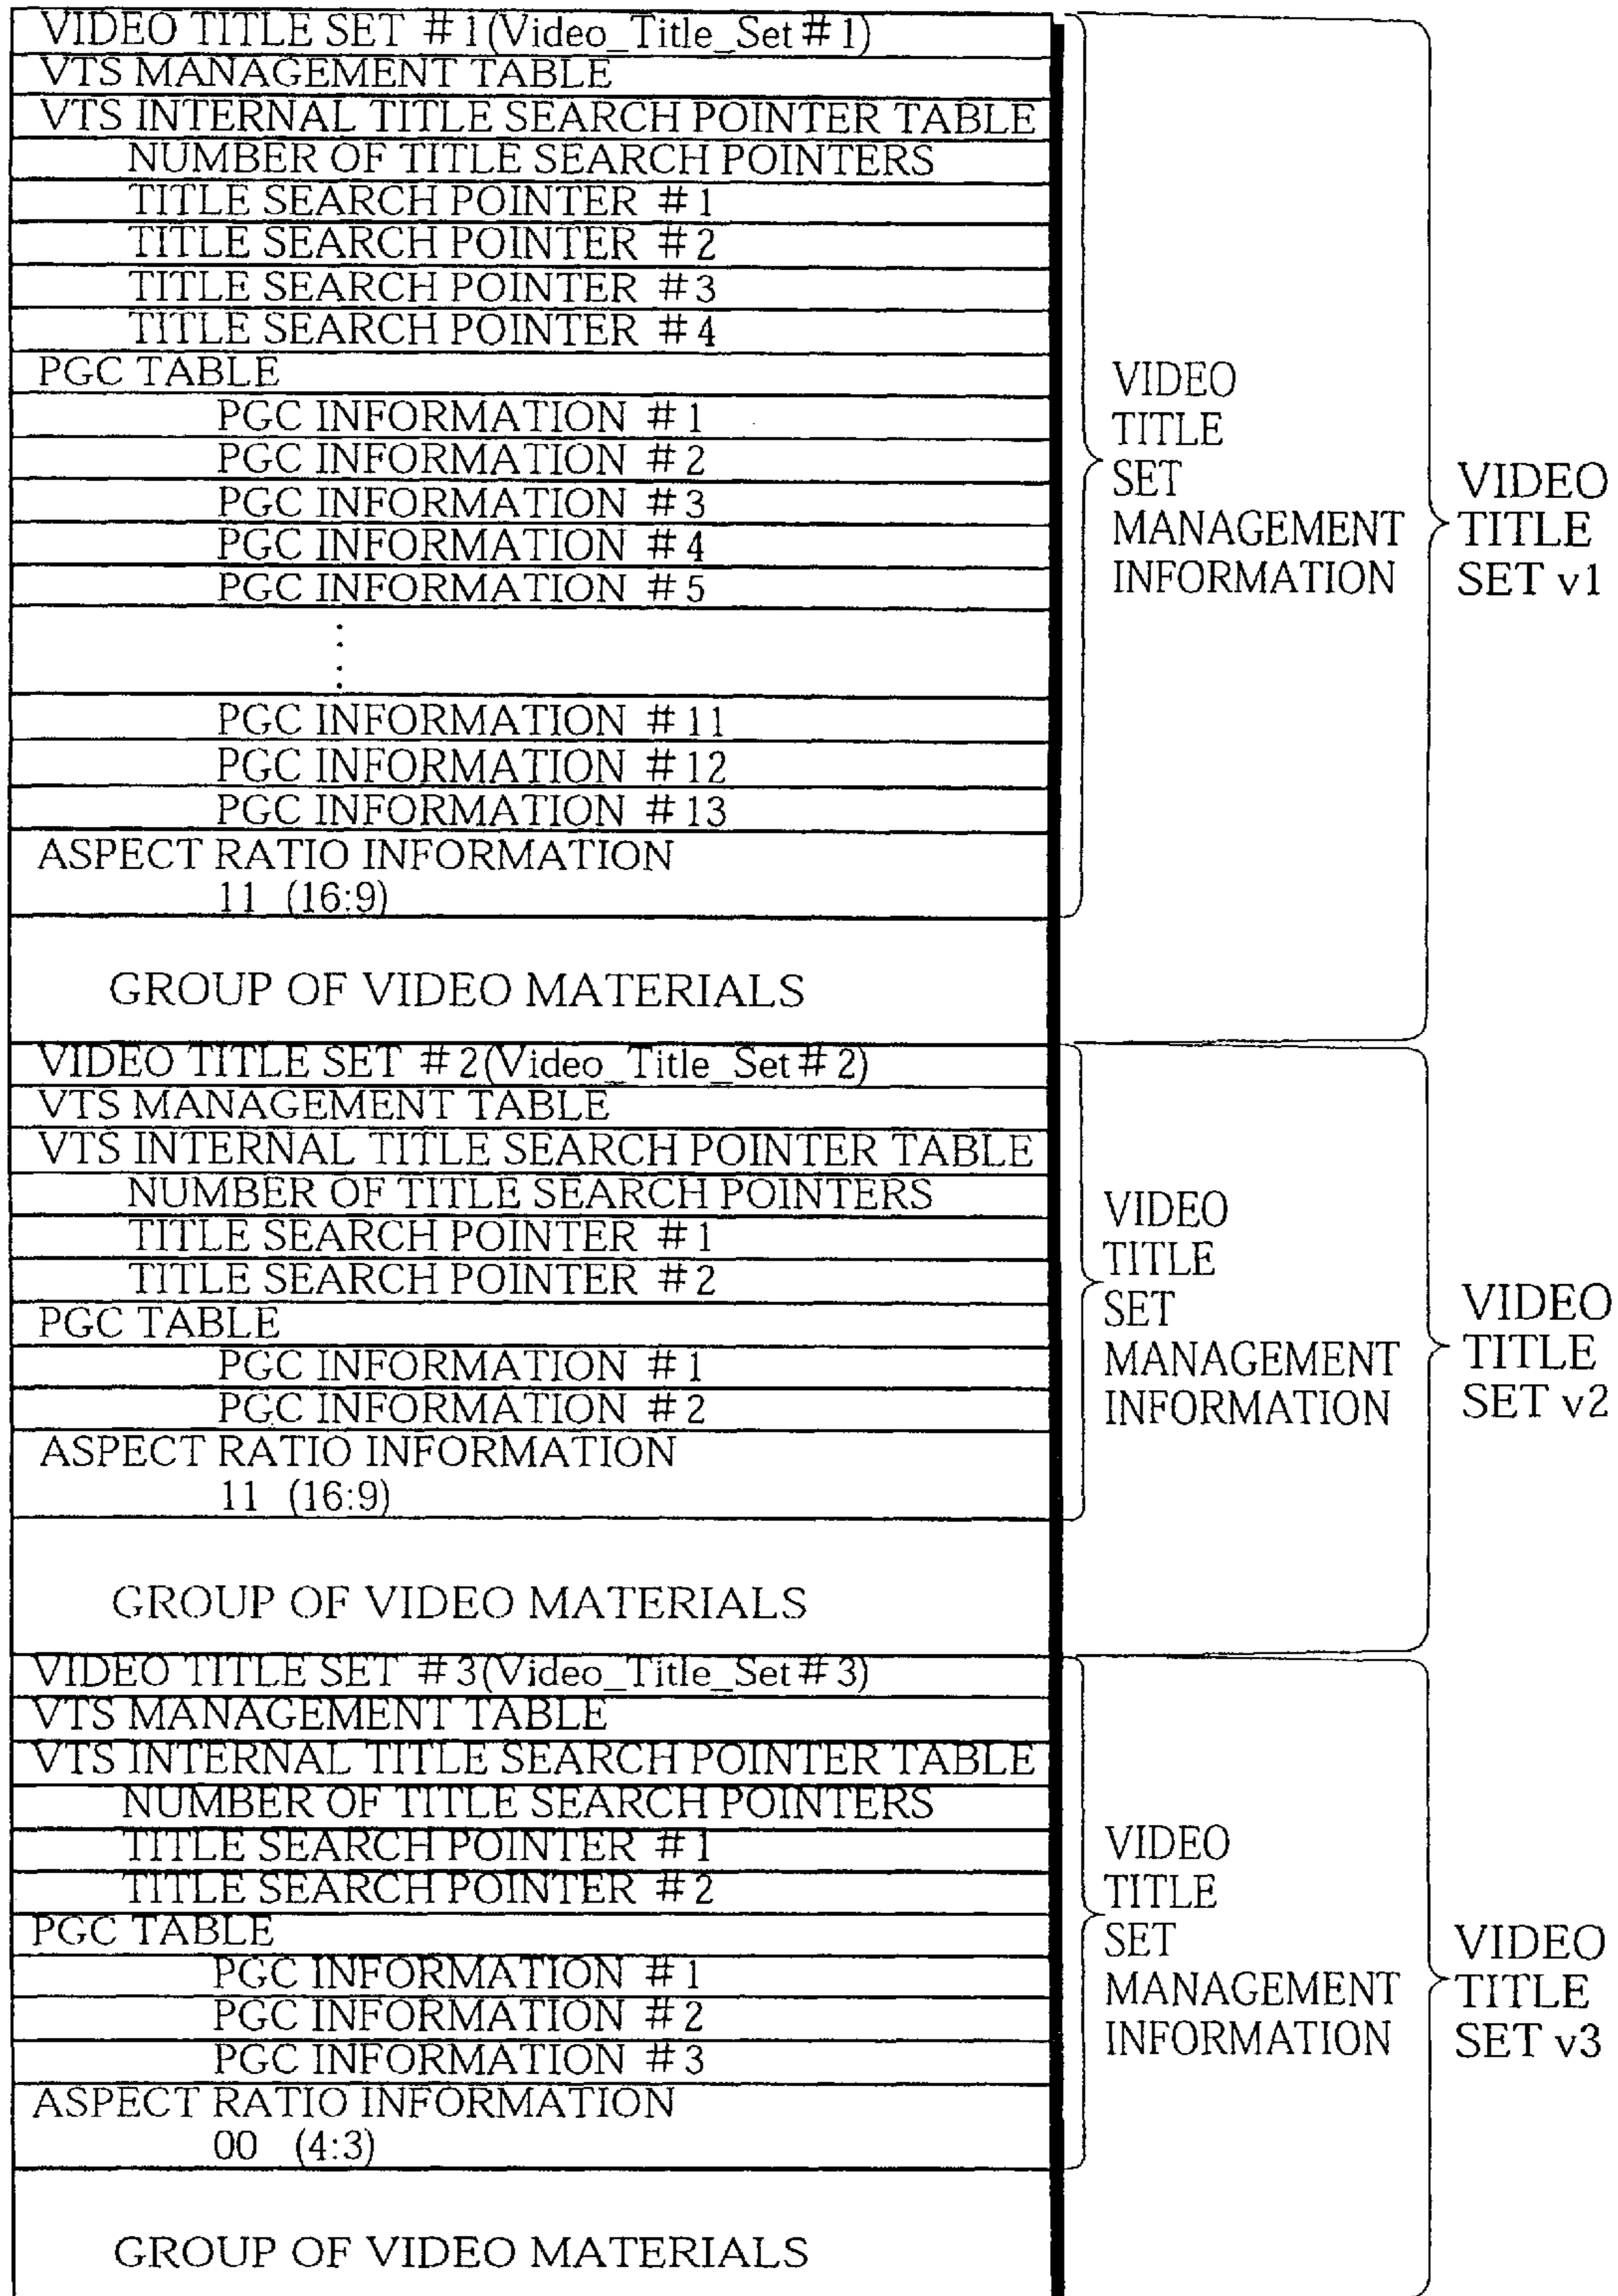 VIDEO TITLE SET #1(Video_Title_Set#1)
VTS MANAGEMENT TABLE
VTS INTERNAL TITLE SEARCH POINTER TABLE
NUMBER OF TITLE SEARCH POINTERS
TITLE SEARCH POINTER #1
TITLE SEARCH POINTER #2
TITLE SEARCH POINTER #3
TITLE SEARCH POINTER #4
PGC TABLE
PGC INFORMATION #1
PGC INFORMATION #2
PGC INFORMATION #3
PGC INFORMATION #4
PGC INFORMATION #5
PGC INFORMATION #11
PGC INFORMATION #12
PGC INFORMATION #13
ASPECT RATIO INFORMATION
11 (16:9)
GROUP OF VIDEO MATERIALS
VIDEO
TITLE
SET
MANAGEMENT
INFORMATION
VIDEO
TITLE
SET v1
VIDEO TITLE SET #2(Video_Title_Set#2)
VTS MANAGEMENT TABLE
VTS INTERNAL TITLE SEARCH POINTER TABLE
NUMBER OF TITLE SEARCH POINTERS
TITLE SEARCH POINTER #1
TITLE SEARCH POINTER #2
PGC TABLE
PGC INFORMATION #1
PGC INFORMATION #2
ASPECT RATIO INFORMATION
11 (16:9)
GROUP OF VIDEO MATERIALS
VIDEO
TITLE
SET
MANAGEMENT
INFORMATION
VIDEO
TITLE
SET v2
VIDEO TITLE SET #3(Video_Title_Set#3)
VTS MANAGEMENT TABLE
VTS INTERNAL TITLE SEARCH POINTER TABLE
NUMBER OF TITLE SEARCH POINTERS
TITLE SEARCH POINTER #1
TITLE SEARCH POINTER #2
PGC TABLE
PGC INFORMATION #1
PGC INFORMATION #2
PGC INFORMATION #3
ASPECT RATIO INFORMATION
00 (4:3)
GROUP OF VIDEO MATERIALS
VIDEO
TITLE
SET
MANAGEMENT
INFORMATION
VIDEO
TITLE
SET v3